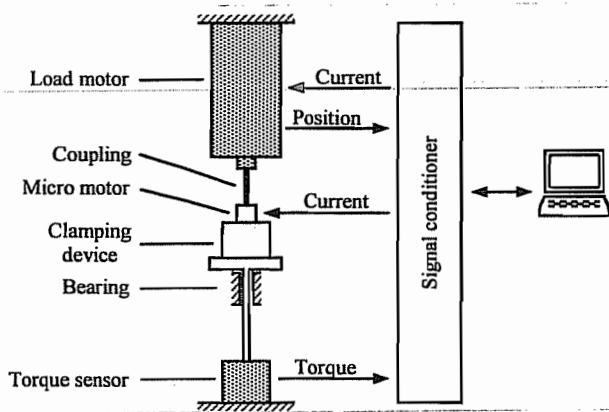 Load motor
Current
Position
Coupling
Micro motor
Current
Clamping
device
Bearing
Torque sensor
Torque
Signal conditioner